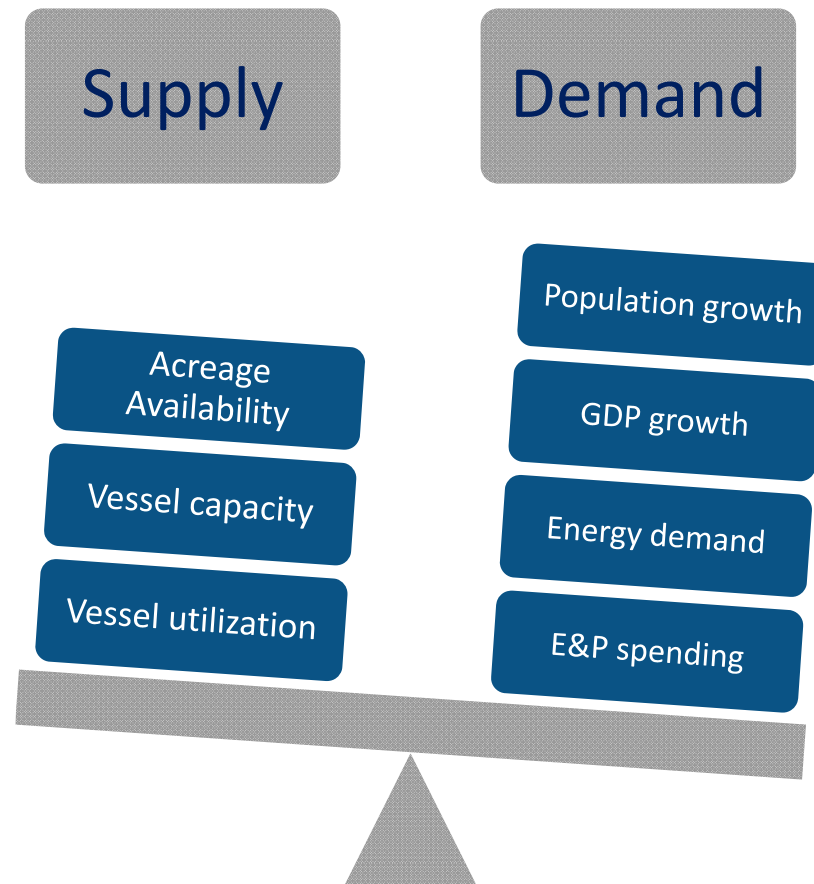 Supply
Demand
Acreage
Availability
Vessel capacity
Vessel utilization
Population growth
GDP growth
Energy demand
E&P spending